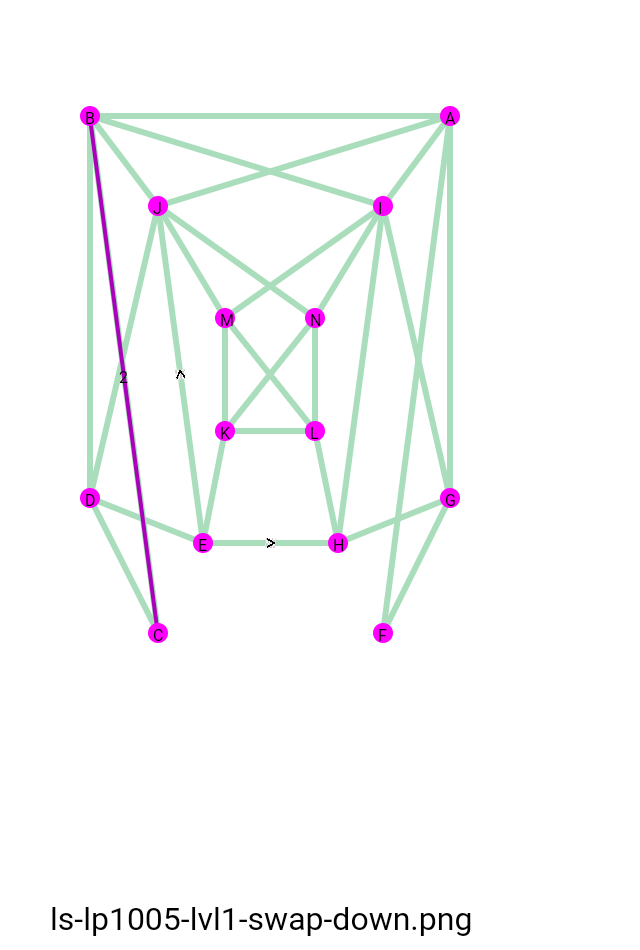 B A
J I
M N
2 ^
K L
D G
E > H
C F
ls-lp1005-lvl1-swap-down.png